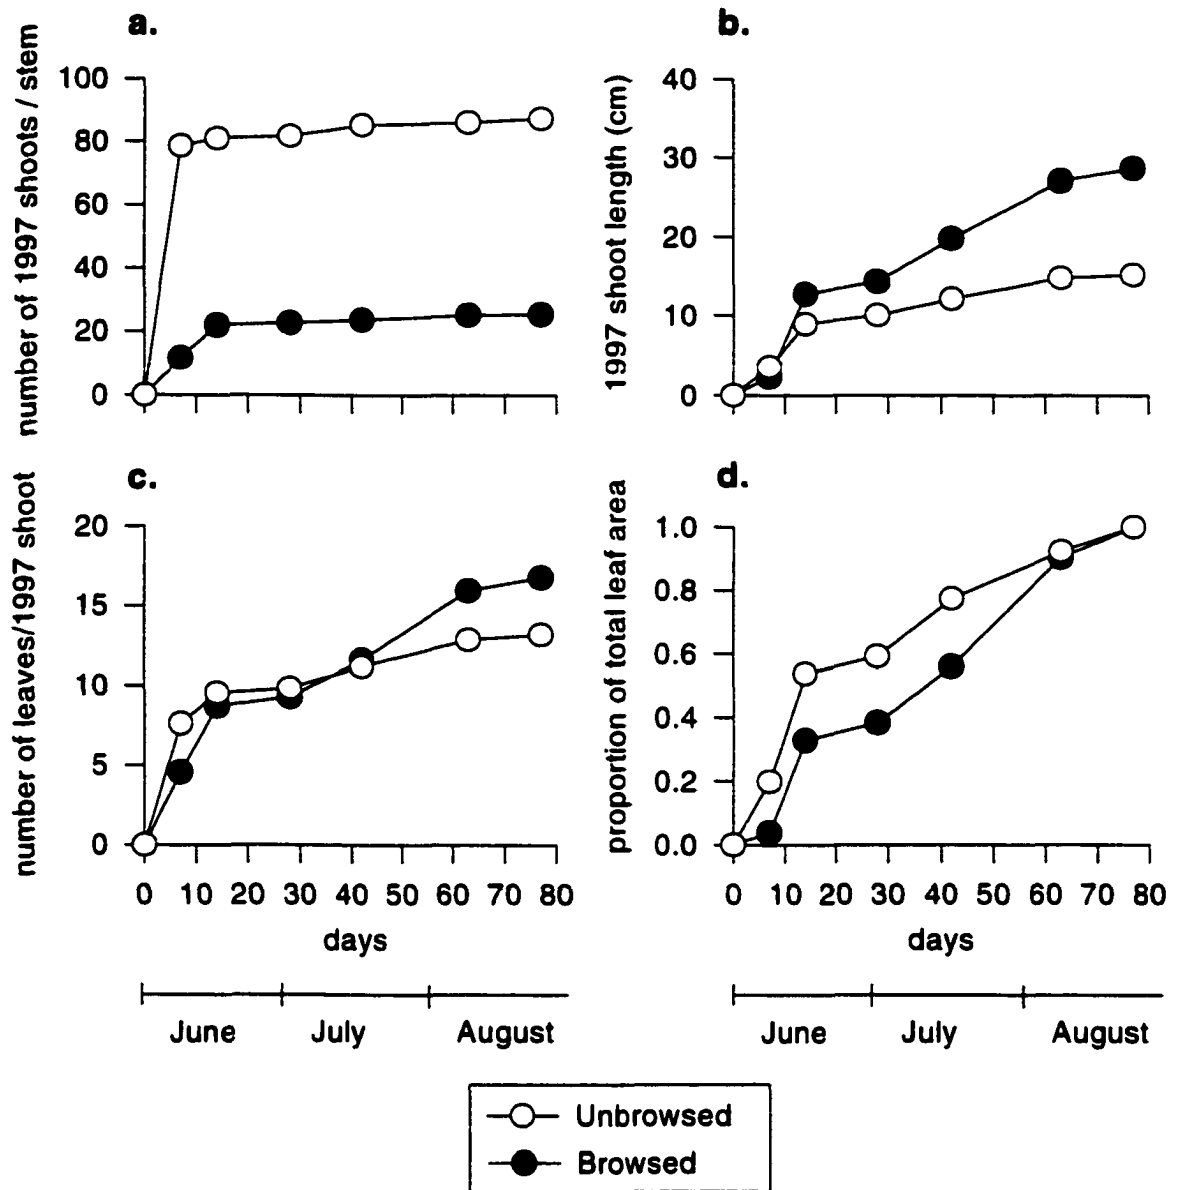 a.
number of 1997 shoots / stem
100
80
60
40
20
0
b.
1997 shoot length (cm)
40
30
20
10
0
c.
number of leaves/1997 shoot
20
15
10
5
0
0 10 20 30 40 50 60 70 80
days
June July August
d.
proportion of total leaf area
1.0
0.8
0.6
0.4
0.2
0.0
0 10 20 30 40 50 60 70 80
days
June July August
Unbrowsed
Browsed